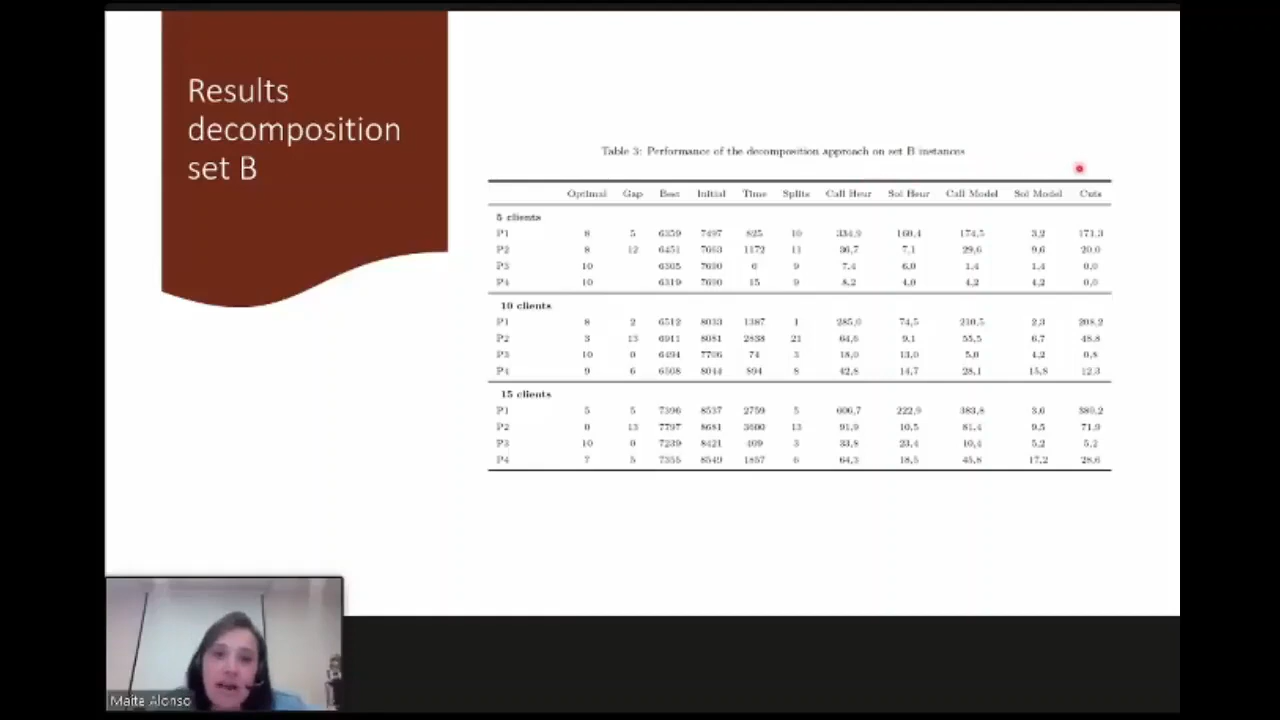 Results
decomposition
set B
Table 3: Performance of the decomposition approach on set B instances
Optimal Gap Best Initial Time Splits Call Heur Sol Heur Call Model Sol Model Cuts
5 clients
P1 8 5 6359 7497 825 10 334,9 160,4 174,5 3,2 171,3
P2 8 12 6451 7663 1172 11 36,7 7,1 29,6 9,6 20,0
P3 10 6305 7690 6 9 7,4 6,0 1,4 1,4 0,0
P4 10 6319 7690 15 9 8,2 4,0 4,2 4,2 0,0
10 clients
P1 8 2 6512 8033 1387 1 285,0 74,5 210,5 2,3 208,2
P2 3 13 6911 8081 2838 21 64,6 9,1 55,5 6,7 48,8
P3 10 0 6494 7706 74 3 18,0 13,0 5,0 4,2 0,8
P4 9 6 6508 8044 894 8 42,8 14,7 28,1 15,8 12,3
15 clients
P1 5 5 7396 8537 2759 5 606,7 222,9 383,8 3,6 380,2
P2 0 13 7797 8681 3600 13 91,9 10,5 81,4 9,5 71,9
P3 10 0 7239 8421 409 3 33,8 23,4 10,4 5,2 5,2
P4 7 5 7355 8549 1857 6 64,3 18,5 45,8 17,2 28,6
Maite Alonso